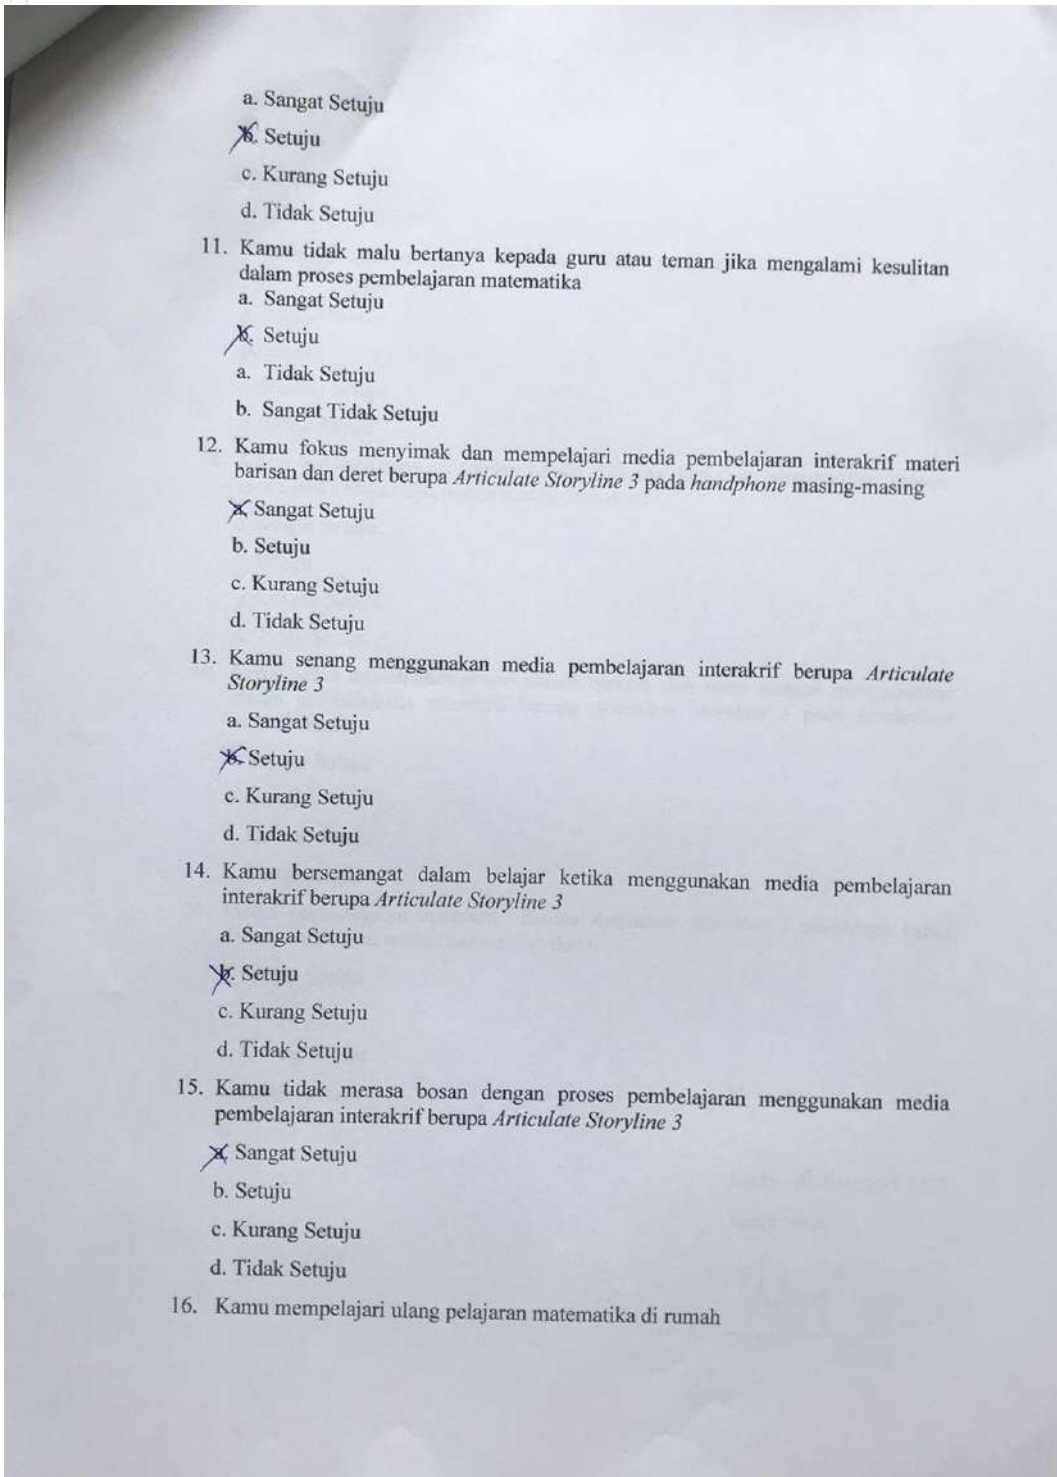 a. Sangat Setuju
b. Setuju
c. Kurang Setuju
d. Tidak Setuju
11. Kamu tidak malu bertanya kepada guru atau teman jika mengalami kesulitan
dalam proses pembelajaran matematika
a. Sangat Setuju
b. Setuju
a. Tidak Setuju
b. Sangat Tidak Setuju
12. Kamu fokus menyimak dan mempelajari media pembelajaran interakrif materi
barisan dan deret berupa Articulate Storyline 3 pada handphone masing-masing
a. Sangat Setuju
b. Setuju
c. Kurang Setuju
d. Tidak Setuju
13. Kamu senang menggunakan media pembelajaran interakrif berupa Articulate
Storyline 3
a. Sangat Setuju
b. Setuju
c. Kurang Setuju
d. Tidak Setuju
14. Kamu bersemangat dalam belajar ketika menggunakan media pembelajaran
interakrif berupa Articulate Storyline 3
a. Sangat Setuju
b. Setuju
c. Kurang Setuju
d. Tidak Setuju
15. Kamu tidak merasa bosan dengan proses pembelajaran menggunakan media
pembelajaran interakrif berupa Articulate Storyline 3
a. Sangat Setuju
b. Setuju
c. Kurang Setuju
d. Tidak Setuju
16. Kamu mempelajari ulang pelajaran matematika di rumah